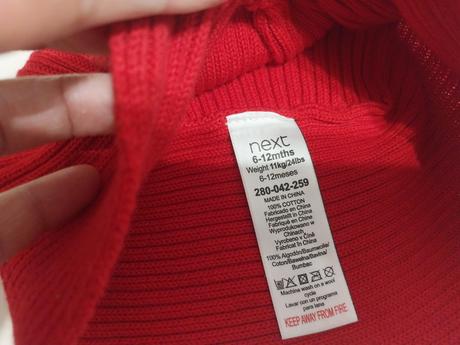 next
6-12mths
Weight 11kg/24lbs
6-12meses
280-042-259
MADE IN CHINA
100% COTTON
Fabricado en China
Hergestellt in China
Fabriqué en Chine
Wyprodukowano w
Chinach
Vyrobeno v Číně
Fabricat în China
100% Algodón/Baumwolle/
Coton/Bawełna/Bavlna/
Bumbac
Machine wash on a wool
cycle
Lavar con un programa
para lana
KEEP AWAY FROM FIRE